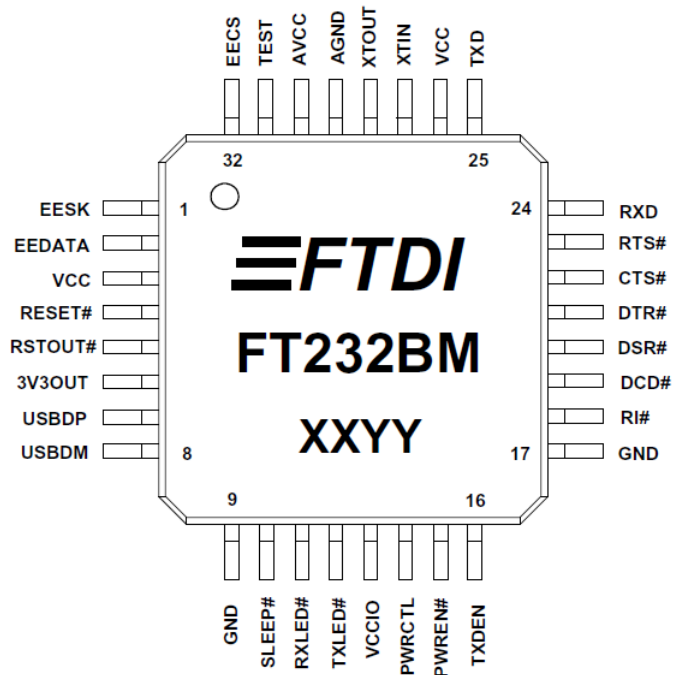 EECS TEST AVCC AGND XTOUT XTIN VCC TXD
32 25
EESK 1 24 RXD
EEDATA RTS#
VCC CTS#
RESET# DTR#
RSTOUT# DSR#
3V3OUT DCD#
USBDP RI#
USBDM 8 17 GND
FTDI
FT232BM
XXYY
9 16
GND SLEEP# RXLED# TXLED# VCCIO PWRCTL PWREN# TXDEN